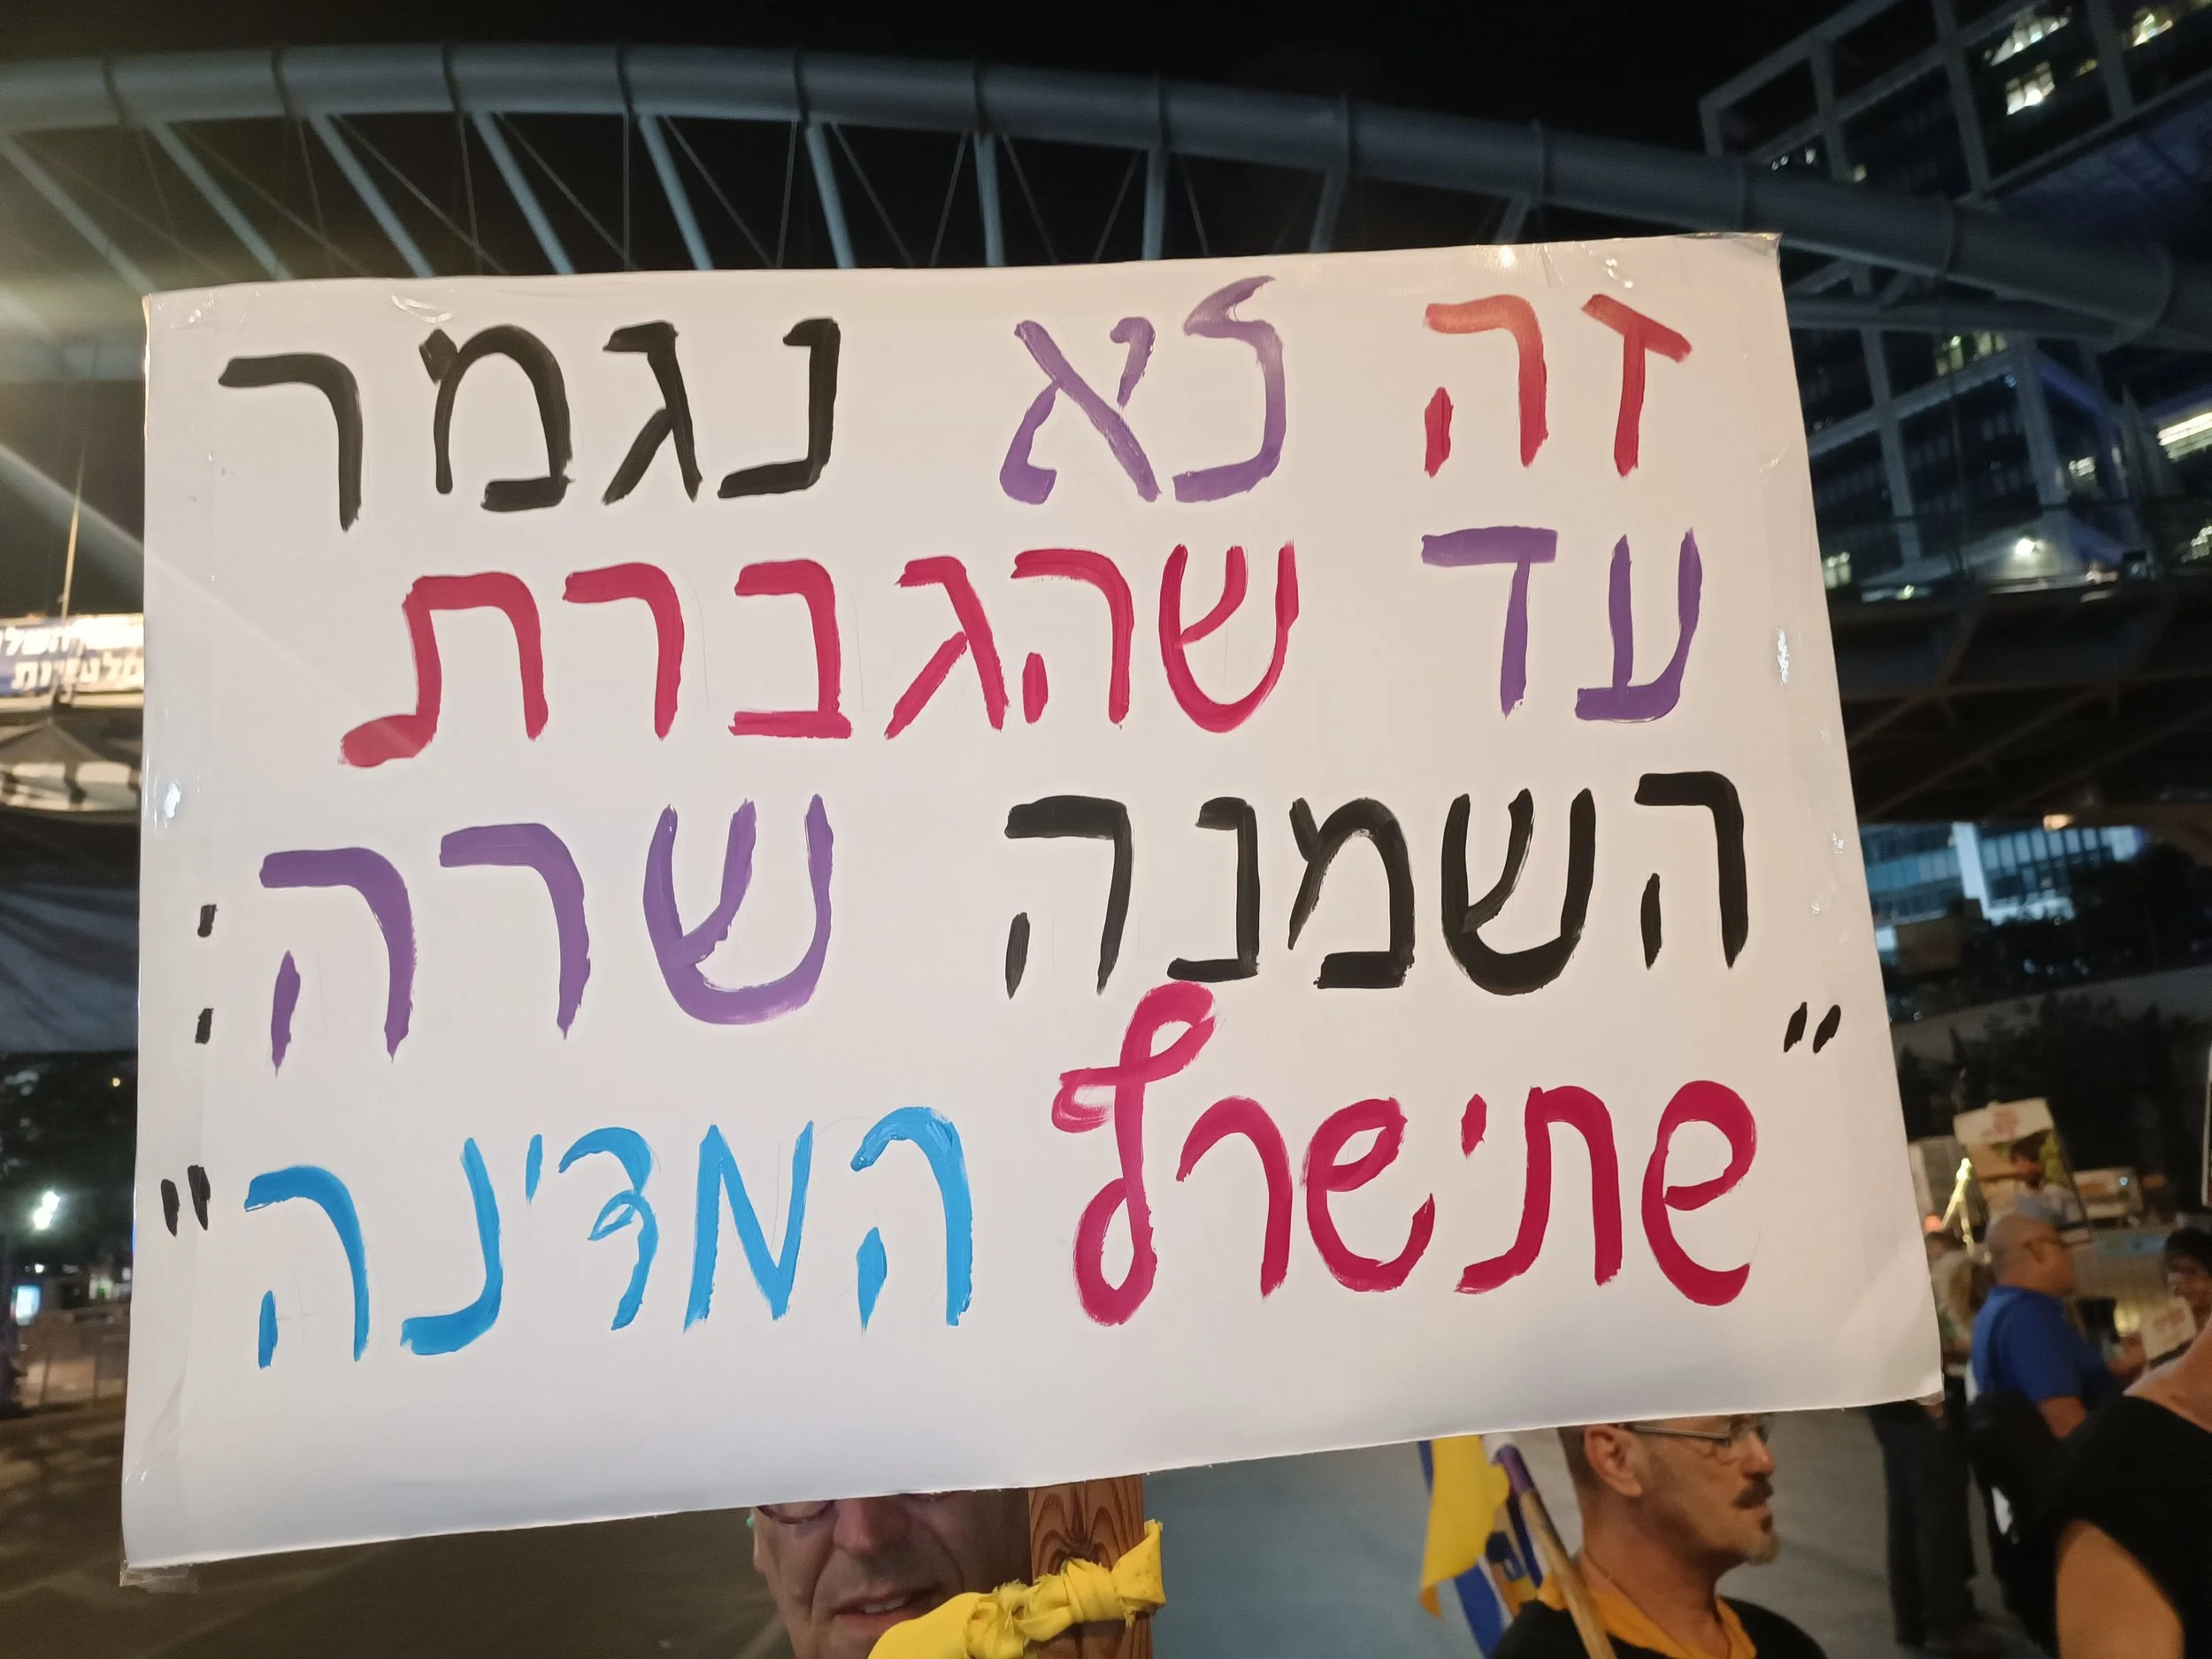 זה לא נגמר
עד שהגברת
השמנה שרה:
"שתישרף המדינה"